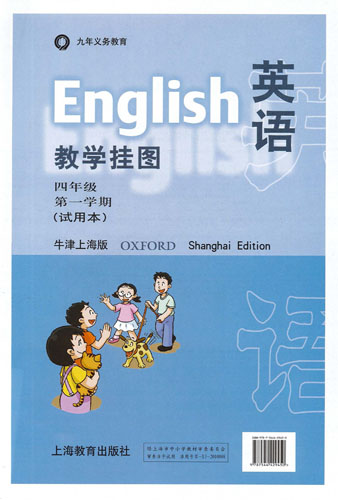 九年义务教育
English
英语
教学挂图
四年级
第一学期
(试用本)
牛津上海版 OXFORD Shanghai Edition
上海教育出版社